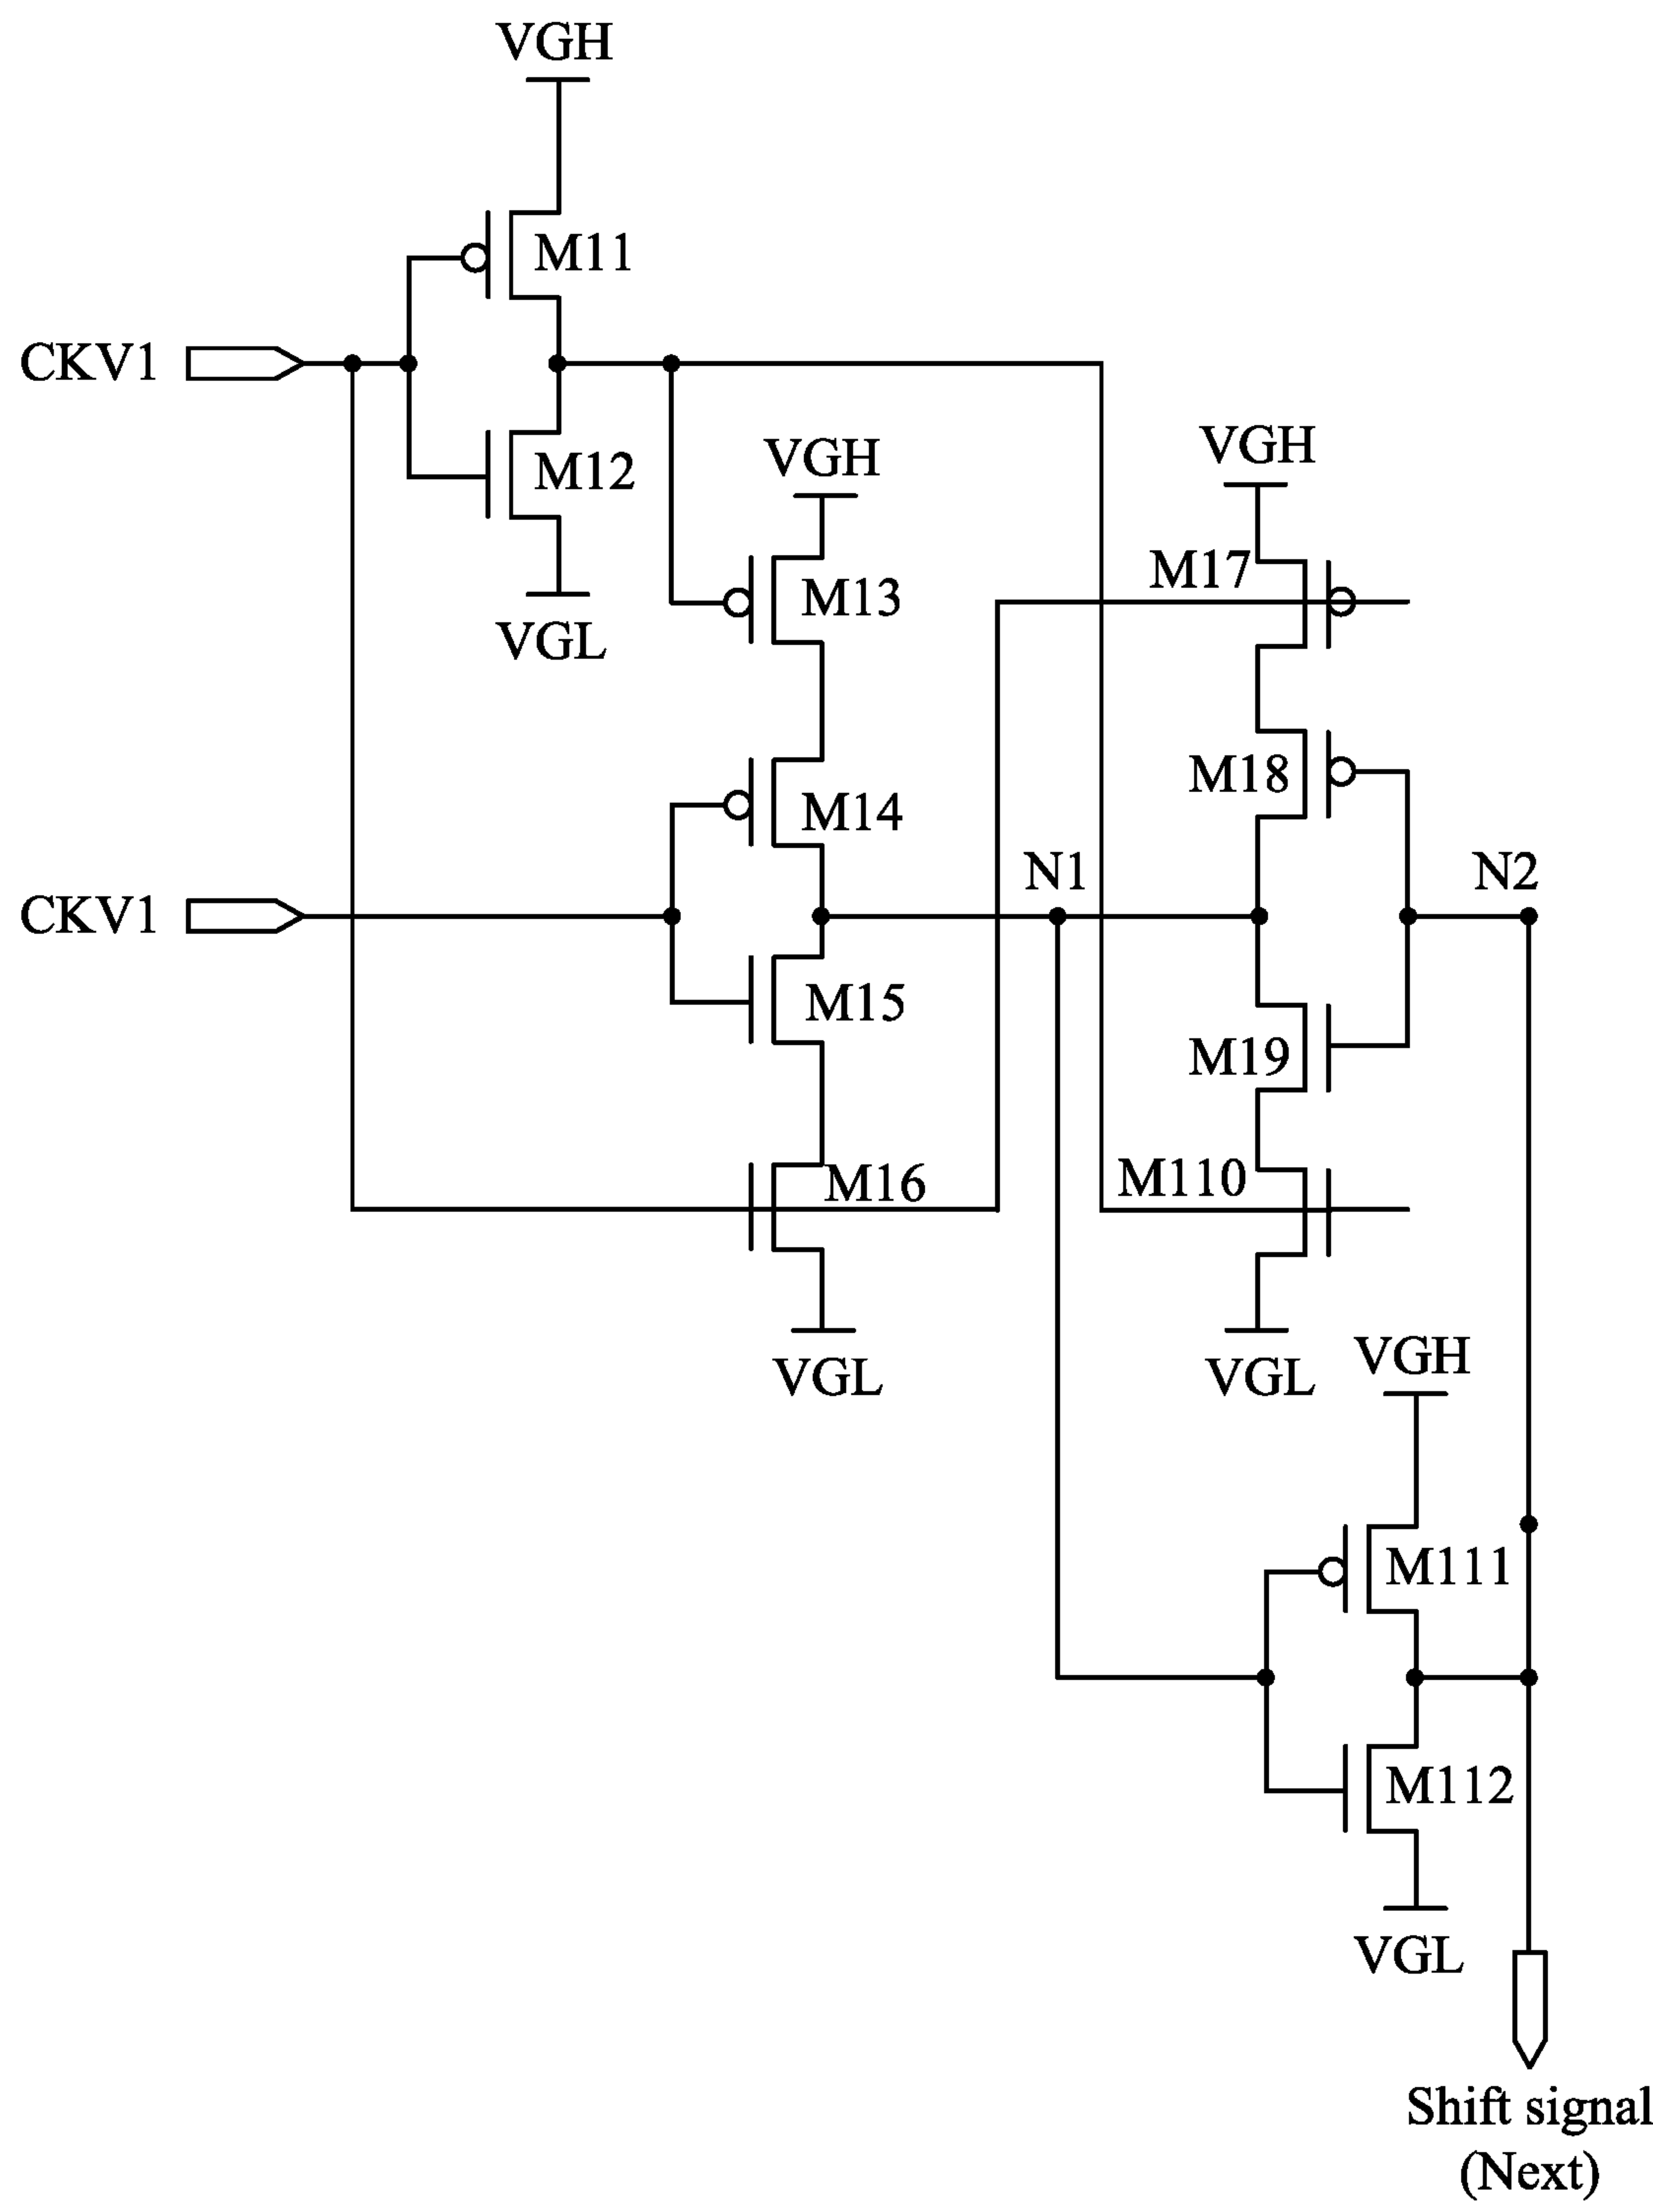 VGH
M11
CKV1
M12
VGL
VGH
M13
VGH
M17
M14
M18
CKV1
N1
N2
M15
M19
M16
M110
VGL
VGL
VGH
M111
M112
VGL
Shift signal
(Next)